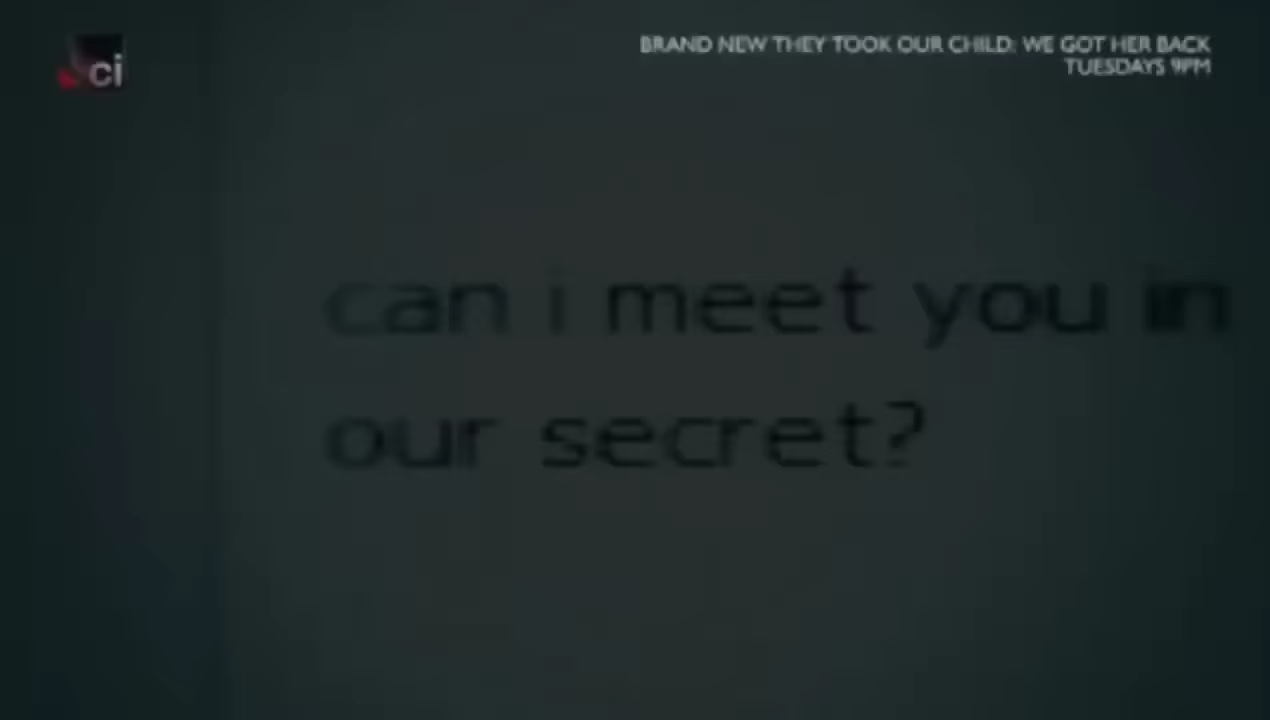 ci
BRAND NEW THEY TOOK OUR CHILD: WE GOT HER BACK
TUESDAYS 9PM
can i meet you in
our secret?